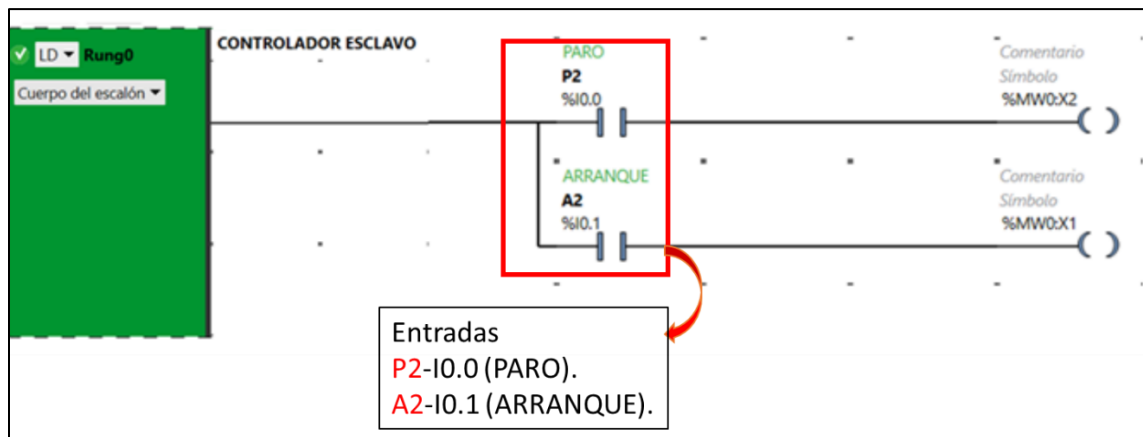 CONTROLADOR ESCLAVO
LD Rung0
Cuerpo del escalón
PARO
P2
%I0.0
Comentario
Símbolo
%MW0:X2
ARRANQUE
A2
%I0.1
Comentario
Símbolo
%MW0:X1
Entradas
P2-I0.0 (PARO).
A2-I0.1 (ARRANQUE).